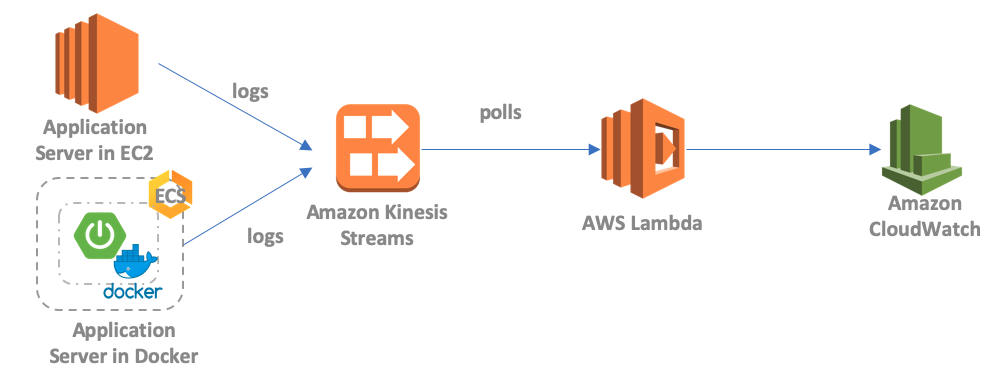 Application
Server in EC2
logs
polls
Amazon Kinesis
Streams
AWS Lambda
Amazon
CloudWatch
ECS
docker
logs
Application
Server in Docker